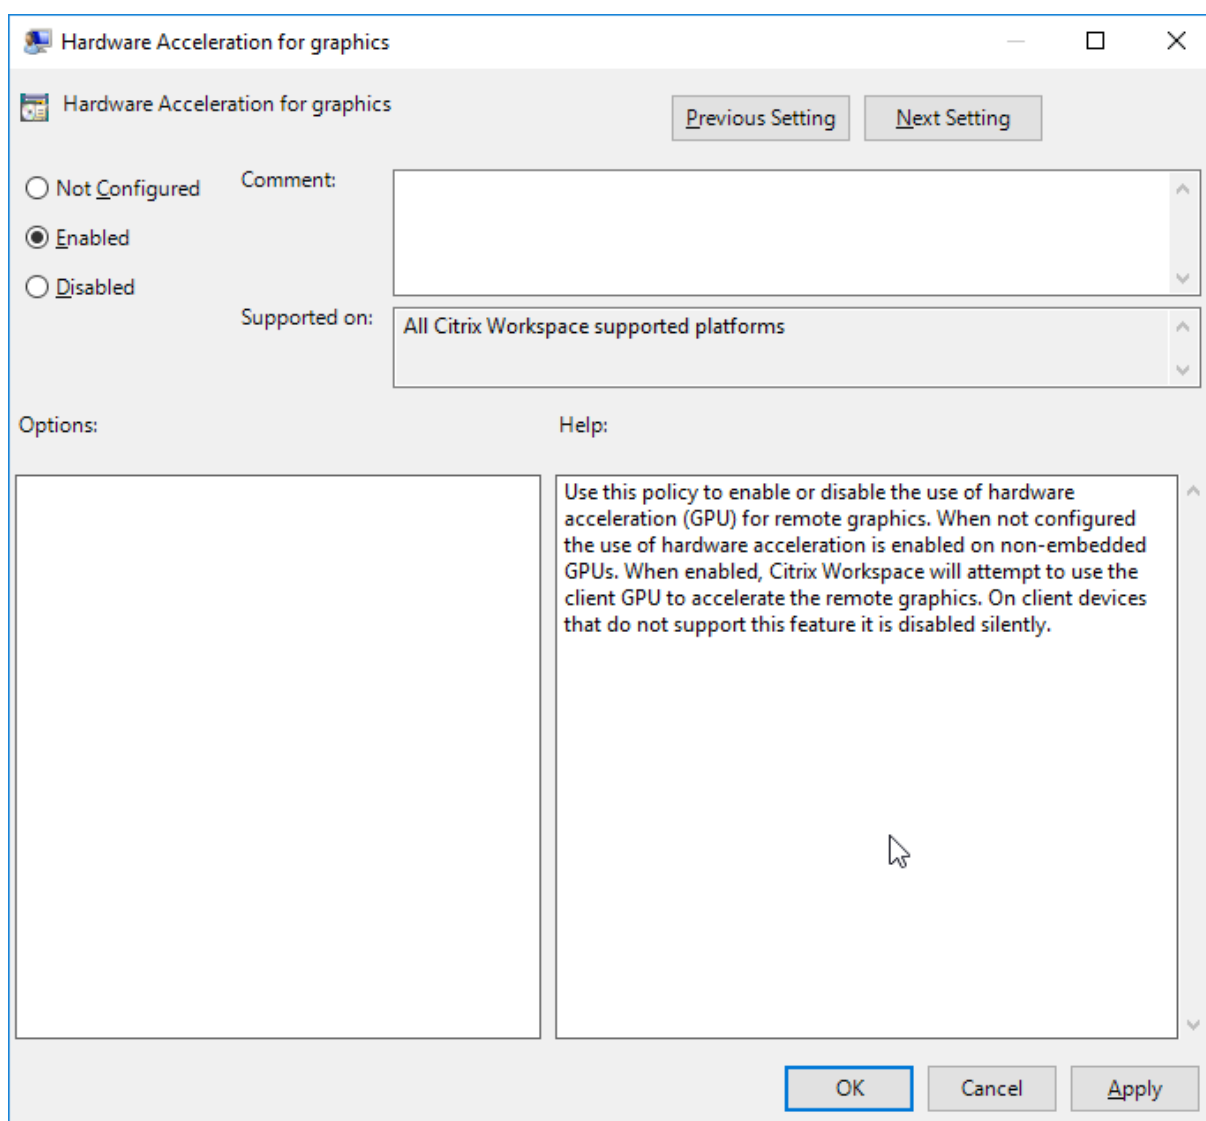 Hardware Acceleration for graphics
Hardware Acceleration for graphics
Previous Setting
Next Setting
Not Configured
Comment:
Enabled
Disabled
Supported on:
All Citrix Workspace supported platforms
Options:
Help:
Use this policy to enable or disable the use of hardware
acceleration (GPU) for remote graphics. When not configured
the use of hardware acceleration is enabled on non-embedded
GPUs. When enabled, Citrix Workspace will attempt to use the
client GPU to accelerate the remote graphics. On client devices
that do not support this feature it is disabled silently.
OK
Cancel
Apply